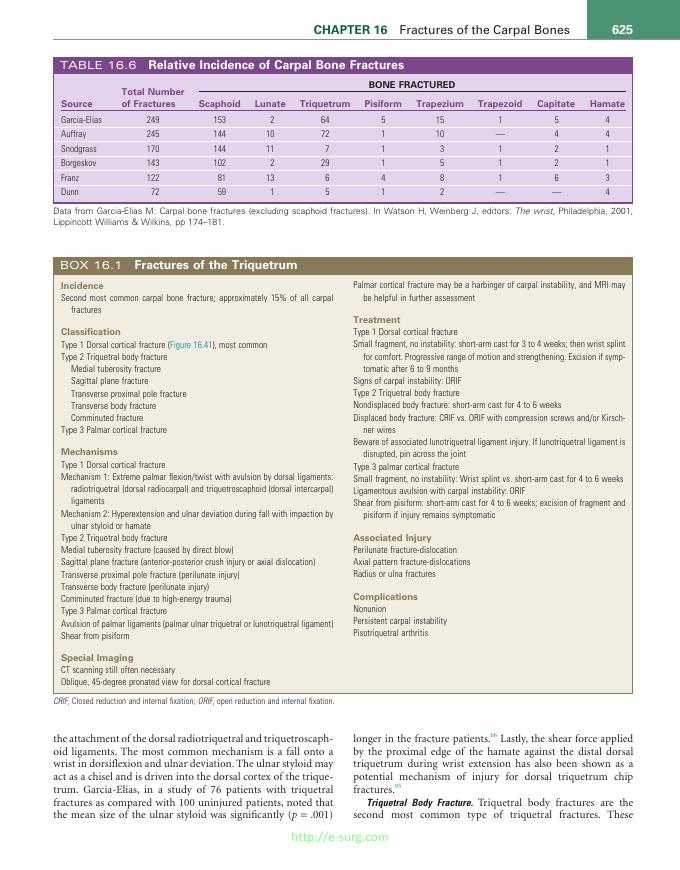 CHAPTER 16 Fractures of the Carpal Bones 625
TABLE 16.6 Relative Incidence of Carpal Bone Fractures
BONE FRACTURED
Total Number
Source of Fractures Scaphoid Lunate Triquetrum Pisiform Trapezium Trapezoid Capitate Hamate
Garcia-Elias 249 153 2 64 5 15 1 5 4
Auffray 245 144 10 72 1 10 — 4 4
Snodgrass 170 144 11 7 1 3 1 2 1
Borgeskov 143 102 2 29 1 5 1 2 1
Franz 122 81 13 6 4 8 1 6 3
Dunn 72 59 1 5 1 2 — — 4
Data from Garcia-Elias M: Carpal bone fractures (excluding scaphoid fractures). In Watson H, Weinberg J, editors: The wrist, Philadelphia, 2001,
Lippincott Williams & Wilkins, pp 174–181.
BOX 16.1 Fractures of the Triquetrum
Incidence
Second most common carpal bone fracture; approximately 15% of all carpal
fractures
Classification
Type 1 Dorsal cortical fracture (Figure 16.41), most common
Type 2 Triquetral body fracture
Medial tuberosity fracture
Sagittal plane fracture
Transverse proximal pole fracture
Transverse body fracture
Comminuted fracture
Type 3 Palmar cortical fracture
Mechanisms
Type 1 Dorsal cortical fracture
Mechanism 1: Extreme palmar flexion/twist with avulsion by dorsal ligaments:
radiotriquetral (dorsal radiocarpal) and triquetroscaphoid (dorsal intercarpal)
ligaments
Mechanism 2: Hyperextension and ulnar deviation during fall with impaction by
ulnar styloid or hamate
Type 2 Triquetral body fracture
Medial tuberosity fracture (caused by direct blow)
Sagittal plane fracture (anterior-posterior crush injury or axial dislocation)
Transverse proximal pole fracture (perilunate injury)
Transverse body fracture (perilunate injury)
Comminuted fracture (due to high-energy trauma)
Type 3 Palmar cortical fracture
Avulsion of palmar ligaments (palmar ulnar triquetral or lunotriquetral ligament)
Shear from pisiform
Special Imaging
CT scanning still often necessary
Oblique, 45-degree pronated view for dorsal cortical fracture
Palmar cortical fracture may be a harbinger of carpal instability, and MRI may
be helpful in further assessment
Treatment
Type 1 Dorsal cortical fracture
Small fragment, no instability: short-arm cast for 3 to 4 weeks; then wrist splint
for comfort. Progressive range of motion and strengthening. Excision if symp-
tomatic after 6 to 9 months
Signs of carpal instability: ORIF
Type 2 Triquetral body fracture
Nondisplaced body fracture: short-arm cast for 4 to 6 weeks
Displaced body fracture: CRIF vs. ORIF with compression screws and/or Kirsch-
ner wires
Beware of associated lunotriquetral ligament injury. If lunotriquetral ligament is
disrupted, pin across the joint
Type 3 palmar cortical fracture
Small fragment, no instability: Wrist splint vs. short-arm cast for 4 to 6 weeks
Ligamentous avulsion with carpal instability: ORIF
Shear from pisiform: short-arm cast for 4 to 6 weeks; excision of fragment and
pisiform if injury remains symptomatic
Associated Injury
Perilunate fracture-dislocation
Axial pattern fracture-dislocations
Radius or ulna fractures
Complications
Nonunion
Persistent carpal instability
Pisotriquetral arthritis
CRIF, Closed reduction and internal fixation; ORIF, open reduction and internal fixation.
the attachment of the dorsal radiotriquetral and triquetroscaph-
oid ligaments. The most common mechanism is a fall onto a
wrist in dorsiflexion and ulnar deviation. The ulnar styloid may
act as a chisel and is driven into the dorsal cortex of the trique-
trum. Garcia-Elias, in a study of 76 patients with triquetral
fractures as compared with 100 uninjured patients, noted that
the mean size of the ulnar styloid was significantly (p = .001)
longer in the fracture patients.66 Lastly, the shear force applied
by the proximal edge of the hamate against the distal dorsal
triquetrum during wrist extension has also been shown as a
potential mechanism of injury for dorsal triquetrum chip
fractures.95
Triquetral Body Fracture. Triquetral body fractures are the
second most common type of triquetral fractures. These
http://e-surg.com